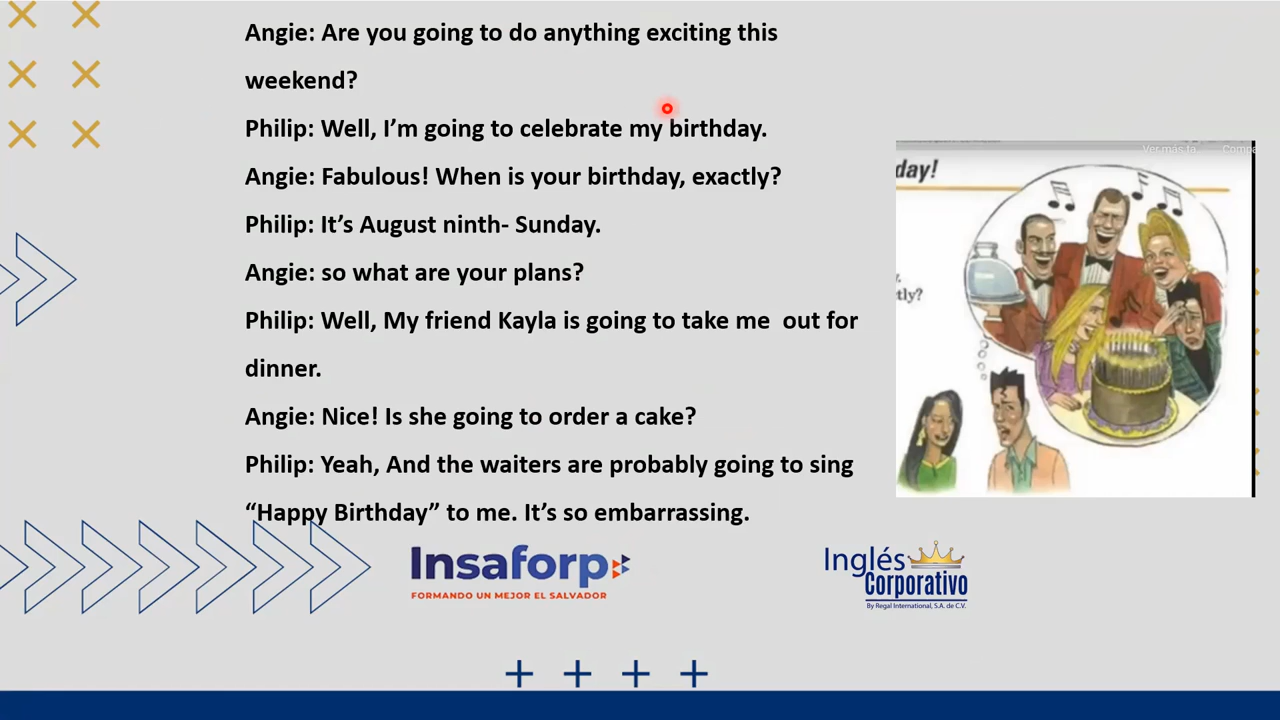 Angie: Are you going to do anything exciting this
weekend?
Philip: Well, I'm going to celebrate my birthday.
Angie: Fabulous! When is your birthday, exactly?
Philip: It's August ninth- Sunday.
Angie: so what are your plans?
Philip: Well, My friend Kayla is going to take me  out for
dinner.
Angie: Nice! Is she going to order a cake?
Philip: Yeah, And the waiters are probably going to sing
“Happy Birthday” to me. It's so embarrassing.
Ver más ta
day!
tly?
Insaforp
FORMANDO UN MEJOR EL SALVADOR
Inglés
Corporativo
By Regal International, S.A. de C.V.